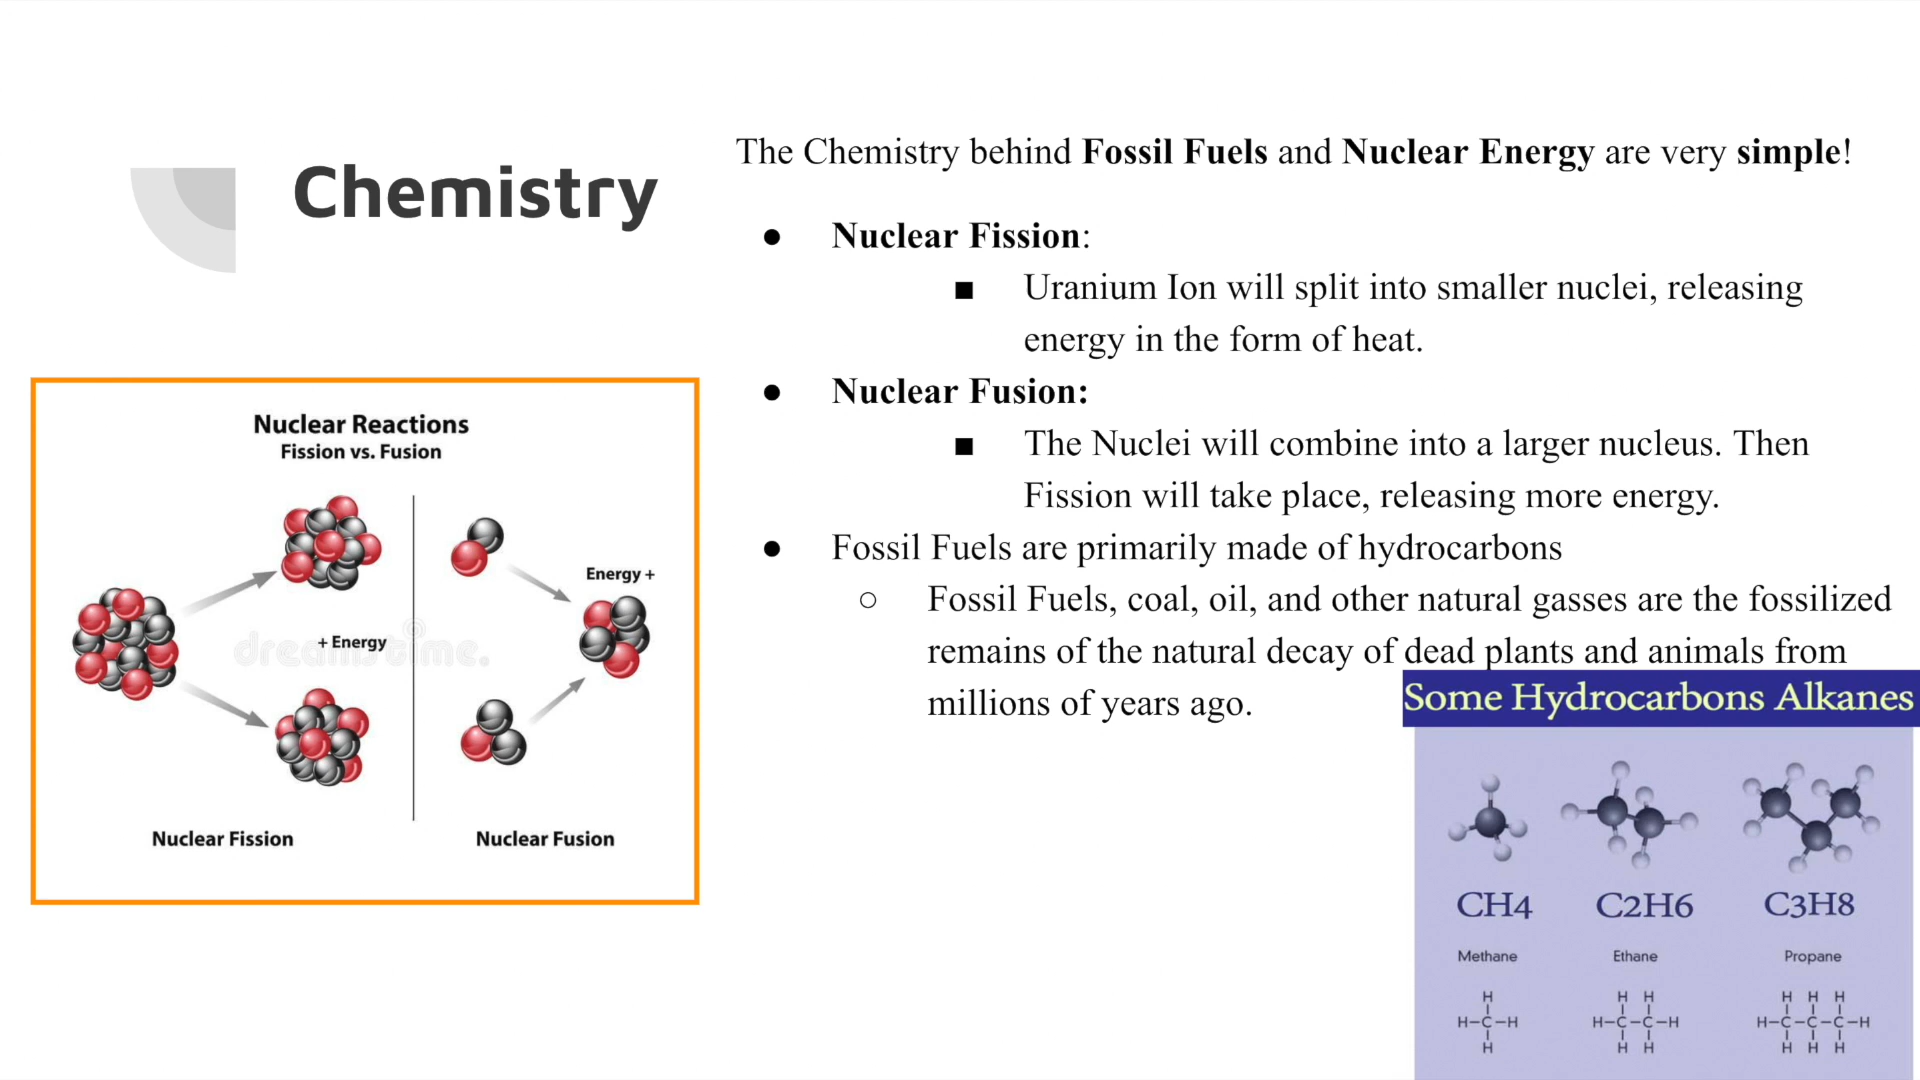 Chemistry
The Chemistry behind Fossil Fuels and Nuclear Energy are very simple!
● Nuclear Fission:
■ Uranium Ion will split into smaller nuclei, releasing
energy in the form of heat.
● Nuclear Fusion:
■ The Nuclei will combine into a larger nucleus. Then
Fission will take place, releasing more energy.
● Fossil Fuels are primarily made of hydrocarbons
○ Fossil Fuels, coal, oil, and other natural gasses are the fossilized
remains of the natural decay of dead plants and animals from
millions of years ago.
Nuclear Reactions
Fission vs. Fusion
Energy +
+ Energy
dreamstime.
Nuclear Fission
Nuclear Fusion
Some Hydrocarbons Alkanes
CH4 C2H6 C3H8
Methane Ethane Propane
H H H H H H
H-C-H H-C-C-H H-C-C-C-H
H H H H H H